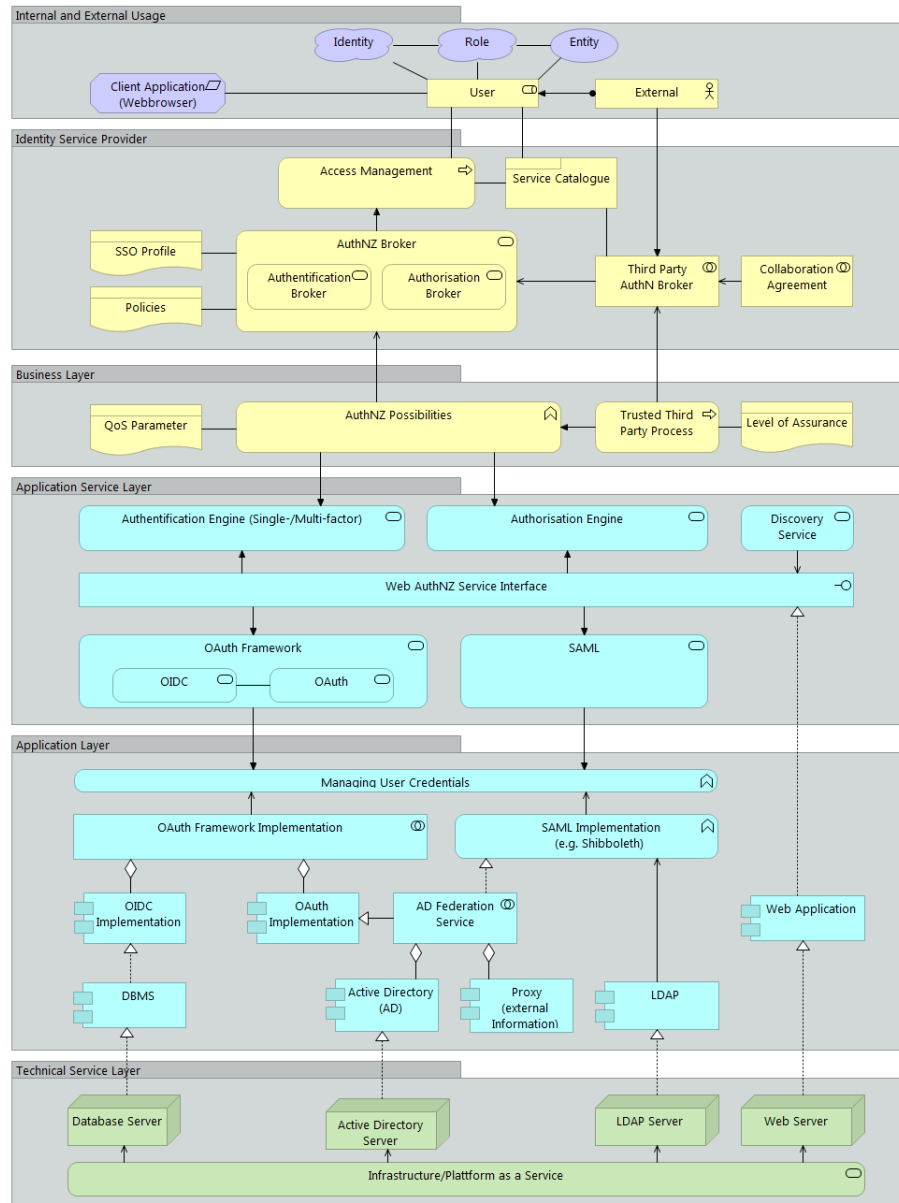 Internal and External Usage
Identity
Role
Entity
Client Application
(Webbrowser)
User
External
Identity Service Provider
Access Management
Service Catalogue
SSO Profile
AuthNZ Broker
Authentification
Broker
Authorisation
Broker
Third Party
AuthN Broker
Collaboration
Agreement
Policies
Business Layer
QoS Parameter
AuthNZ Possibilities
Trusted Third
Party Process
Level of Assurance
Application Service Layer
Authentification Engine (Single-/Multi-factor)
Authorisation Engine
Discovery
Service
Web AuthNZ Service Interface
OAuth Framework
SAML
OIDC
OAuth
Application Layer
Managing User Credentials
OAuth Framework Implementation
SAML Implementation
(e.g. Shibboleth)
OIDC
Implementation
OAuth
Implementation
AD Federation
Service
Web Application
DBMS
Active Directory
(AD)
Proxy
(external
Information)
LDAP
Technical Service Layer
Database Server
Active Directory
Server
LDAP Server
Web Server
Infrastructure/Plattform as a Service